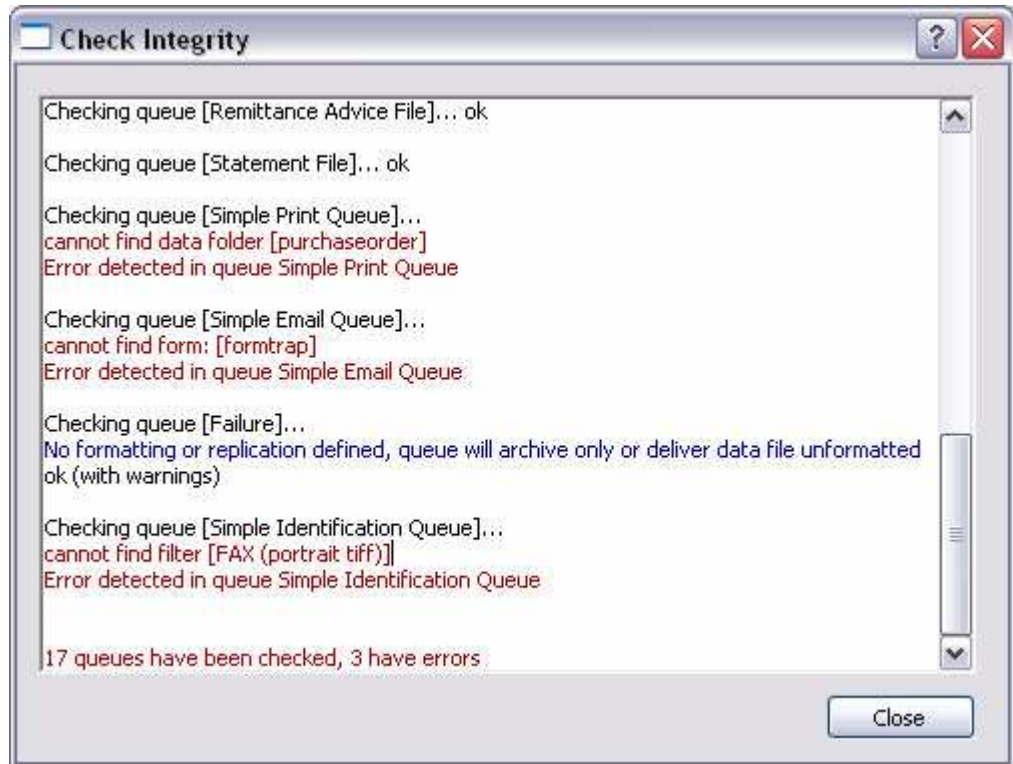 Check Integrity
Checking queue [Remittance Advice File]... ok
Checking queue [Statement File]... ok
Checking queue [Simple Print Queue]...
cannot find data folder [purchaseorder]
Error detected in queue Simple Print Queue
Checking queue [Simple Email Queue]...
cannot find form: [formtrap]
Error detected in queue Simple Email Queue
Checking queue [Failure]...
No formatting or replication defined, queue will archive only or deliver data file unformatted
ok (with warnings)
Checking queue [Simple Identification Queue]...
cannot find filter [FAX (portrait tiff)]
Error detected in queue Simple Identification Queue
17 queues have been checked, 3 have errors
Close